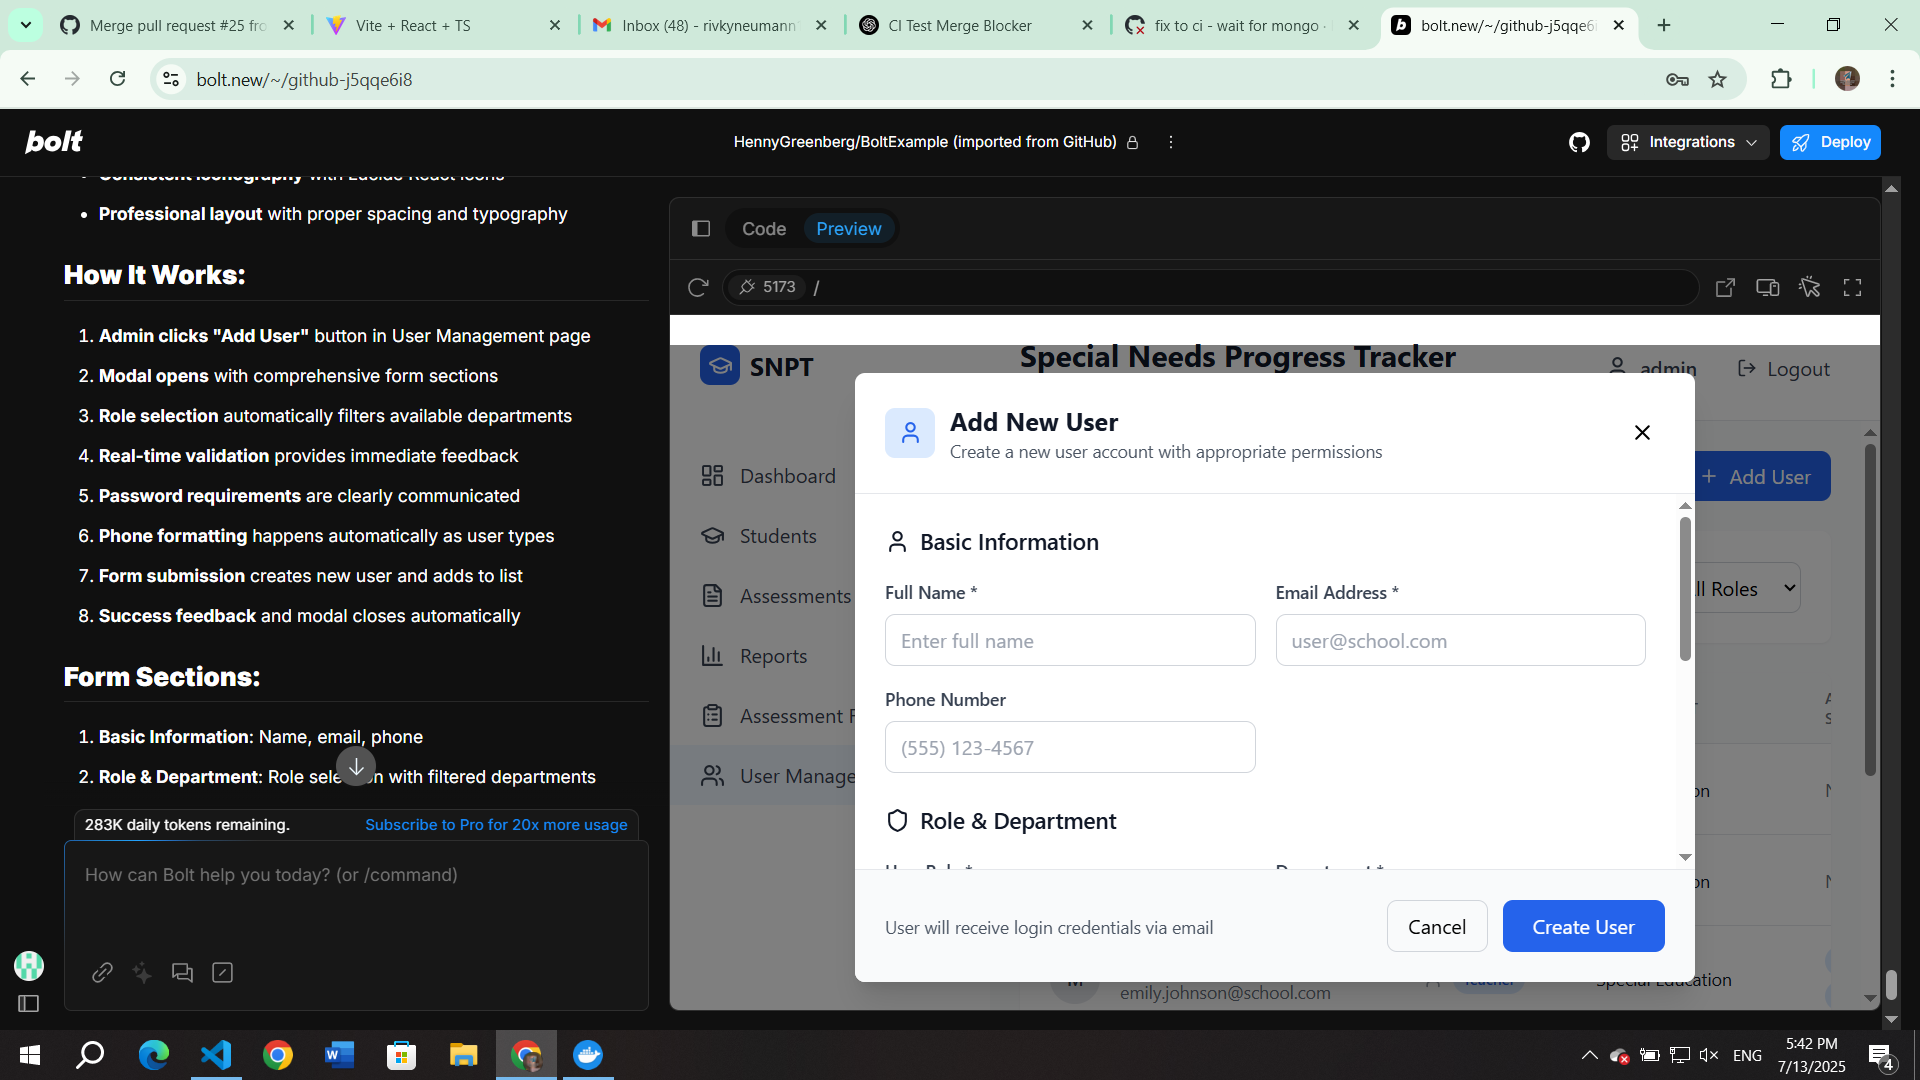 Merge pull request #25 fro
Vite + React + TS
Inbox (48) - rivkyneumann
CI Test Merge Blocker
fix to ci - wait for mongo ·
bolt.new/~/github-j5qqe6i
bolt.new/~/github-j5qqe6i8
bolt
HennyGreenberg/BoltExample (imported from GitHub)
Integrations
Deploy
Consistent iconography with Lucide React icons
Professional layout with proper spacing and typography
How It Works:
1. Admin clicks "Add User" button in User Management page
2. Modal opens with comprehensive form sections
3. Role selection automatically filters available departments
4. Real-time validation provides immediate feedback
5. Password requirements are clearly communicated
6. Phone formatting happens automatically as user types
7. Form submission creates new user and adds to list
8. Success feedback and modal closes automatically
Form Sections:
1. Basic Information: Name, email, phone
2. Role & Department: Role with filtered departments
283K daily tokens remaining.
Subscribe to Pro for 20x more usage
How can Bolt help you today? (or /command)
Code
Preview
5173 /
SNPT
Special Needs Progress Tracker
admin
Logout
Dashboard
Students
Assessments
Reports
Assessment
User Manage
Add New User
Create a new user account with appropriate permissions
+ Add User
Basic Information
Full Name *
Email Address *
Enter full name
user@school.com
Phone Number
(555) 123-4567
Role & Department
ll Roles
User will receive login credentials via email
Cancel
Create User
Teacher
Special Education
emily.johnson@school.com
ENG
5:42 PM
7/13/2025
4